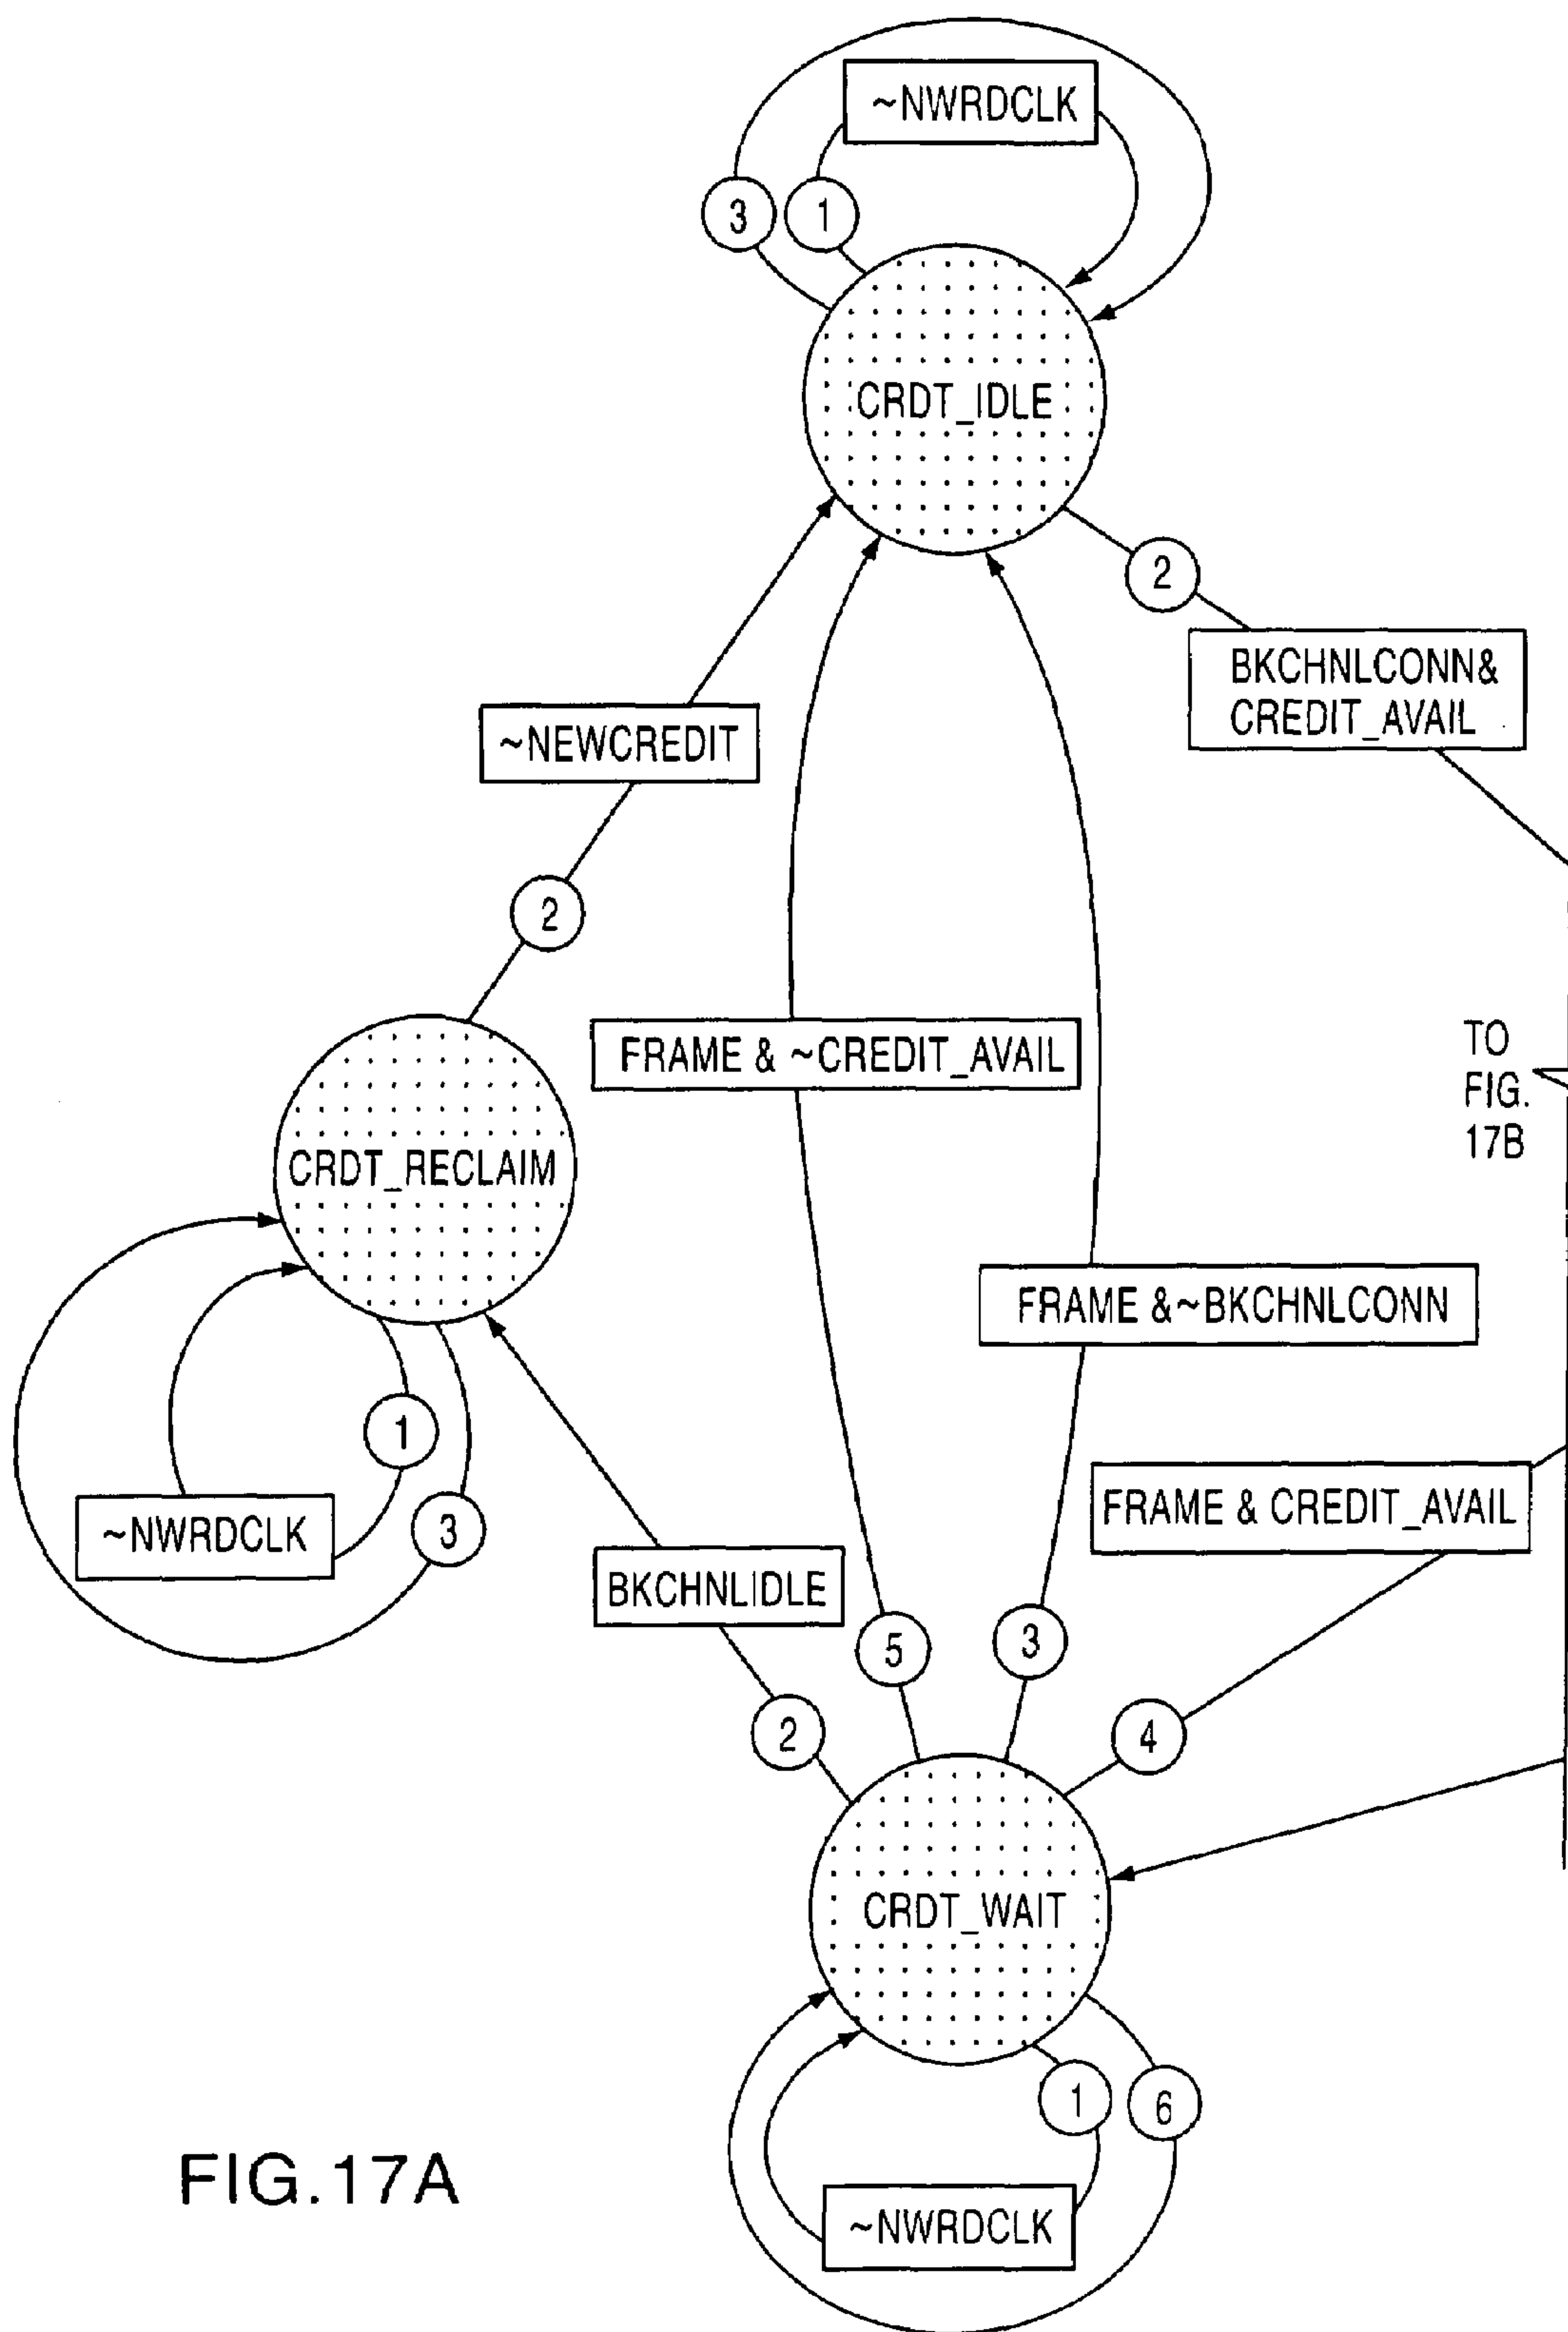 ~NWRDCLK
3
1
CRDT_IDLE
2
BKCHNLCONN&
CREDIT_AVAIL
~NEWCREDIT
2
FRAME & ~CREDIT_AVAIL
TO
FIG.
17B
CRDT_RECLAIM
FRAME &~BKCHNLCONN
1
FRAME & CREDIT_AVAIL
~NWRDCLK
3
BKCHNLIDLE
5
3
2
4
CRDT_WAIT
1
6
FIG.17A
~NWRDCLK